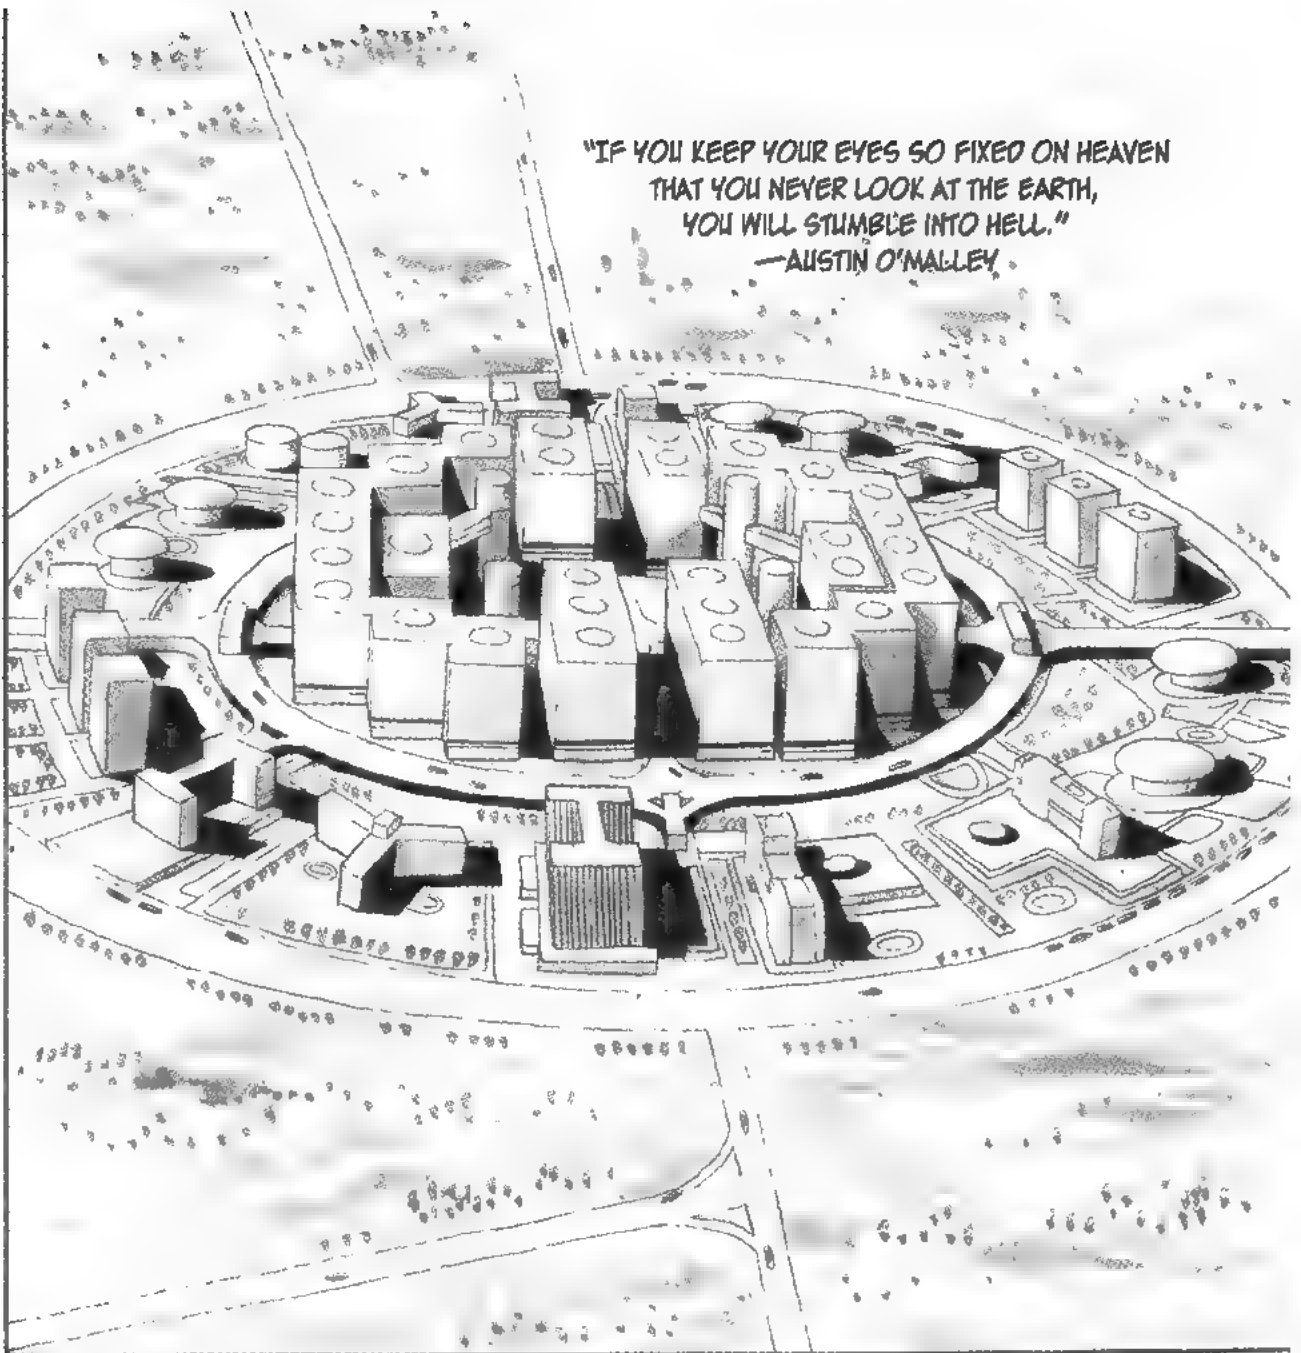 "IF YOU KEEP YOUR EYES SO FIXED ON HEAVEN
THAT YOU NEVER LOOK AT THE EARTH,
YOU WILL STUMBLE INTO HELL."
—AUSTIN O'MALLEY